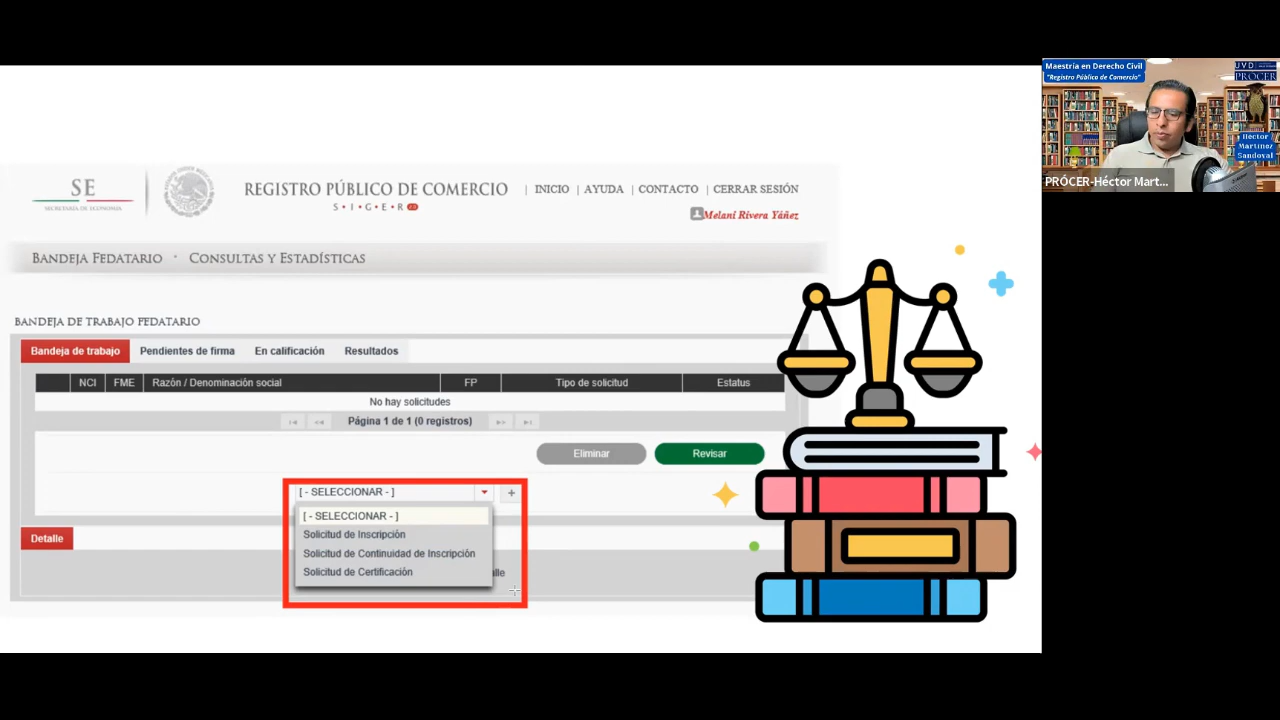 Maestría en Derecho Civil
"Registro Público de Comercio"
UVD
PRÓCER
Héctor
Martínez
Sandoval
PRÓCER-Héctor Mart...
SE
SECRETARÍA DE ECONOMÍA
REGISTRO PÚBLICO DE COMERCIO
S•I•G•E•R
| INICIO | AYUDA | CONTACTO | CERRAR SESIÓN
Melani Rivera Yáñez
BANDEJA FEDATARIO • CONSULTAS Y ESTADÍSTICAS
BANDEJA DE TRABAJO FEDATARIO
Bandeja de trabajo Pendientes de firma En calificación Resultados
NCI FME Razón / Denominación social FP Tipo de solicitud Estatus
No hay solicitudes
Página 1 de 1 (0 registros)
Eliminar Revisar
[ - SELECCIONAR - ] +
[ - SELECCIONAR - ]
Solicitud de Inscripción
Detalle
Solicitud de Continuidad de Inscripción
Solicitud de Certificación
alle